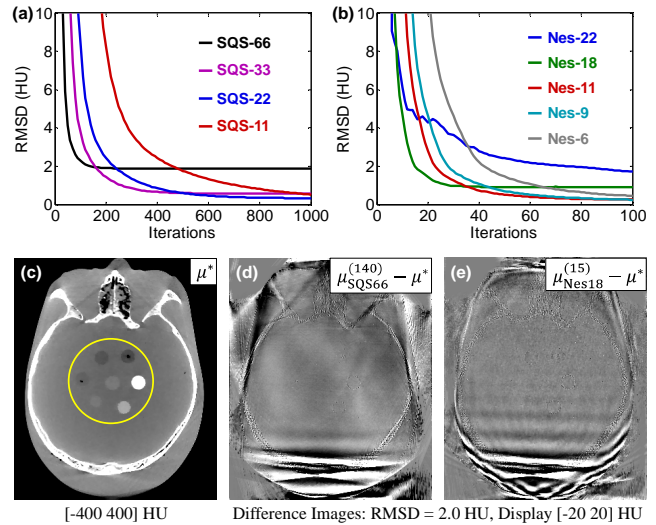 (a)
10
8
6
4
2
0
RMSD (HU)
SQS-66
SQS-33
SQS-22
SQS-11
0 200 400 600 800 1000
Iterations
(b)
10
8
6
4
2
0
RMSD (HU)
Nes-22
Nes-18
Nes-11
Nes-9
Nes-6
0 20 40 60 80 100
Iterations
(c)
μ*
(d)
μ_SQS66^(140) − μ*
(e)
μ_Nes18^(15) − μ*
[-400 400] HU
Difference Images: RMSD = 2.0 HU, Display [-20 20] HU